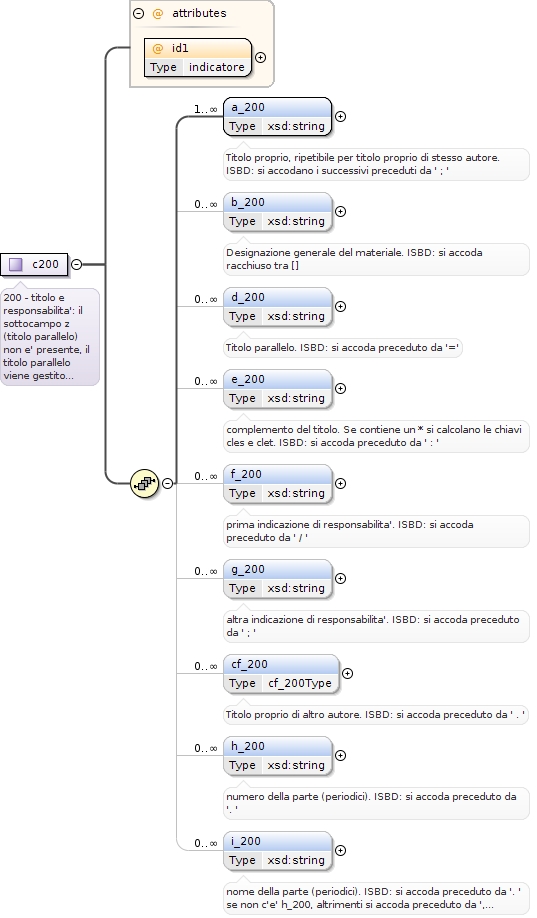 @ attributes
@ id1
Type indicatore
c200
200 - titolo e
responsabilita': il
sottocampo z
(titolo parallelo)
non e' presente, il
titolo parallelo
viene gestito...
1..∞
a_200
Type xsd:string
Titolo proprio, ripetibile per titolo proprio di stesso autore.
ISBD: si accodano i successivi preceduti da ' ; '
0..∞
b_200
Type xsd:string
Designazione generale del materiale. ISBD: si accoda
racchiuso tra []
0..∞
d_200
Type xsd:string
Titolo parallelo. ISBD: si accoda preceduto da '='
0..∞
e_200
Type xsd:string
complemento del titolo. Se contiene un * si calcolano le chiavi
cles e clet. ISBD: si accoda preceduto da ' : '
0..∞
f_200
Type xsd:string
prima indicazione di responsabilita'. ISBD: si accoda
preceduto da ' / '
0..∞
g_200
Type xsd:string
altra indicazione di responsabilita'. ISBD: si accoda preceduto
da ' ; '
0..∞
cf_200
Type cf_200Type
Titolo proprio di altro autore. ISBD: si accoda preceduto da ' . '
0..∞
h_200
Type xsd:string
numero della parte (periodici). ISBD: si accoda preceduto da
'. '
0..∞
i_200
Type xsd:string
nome della parte (periodici). ISBD: si accoda preceduto da '. '
se non c'e' h_200, altrimenti si accoda preceduto da ',...